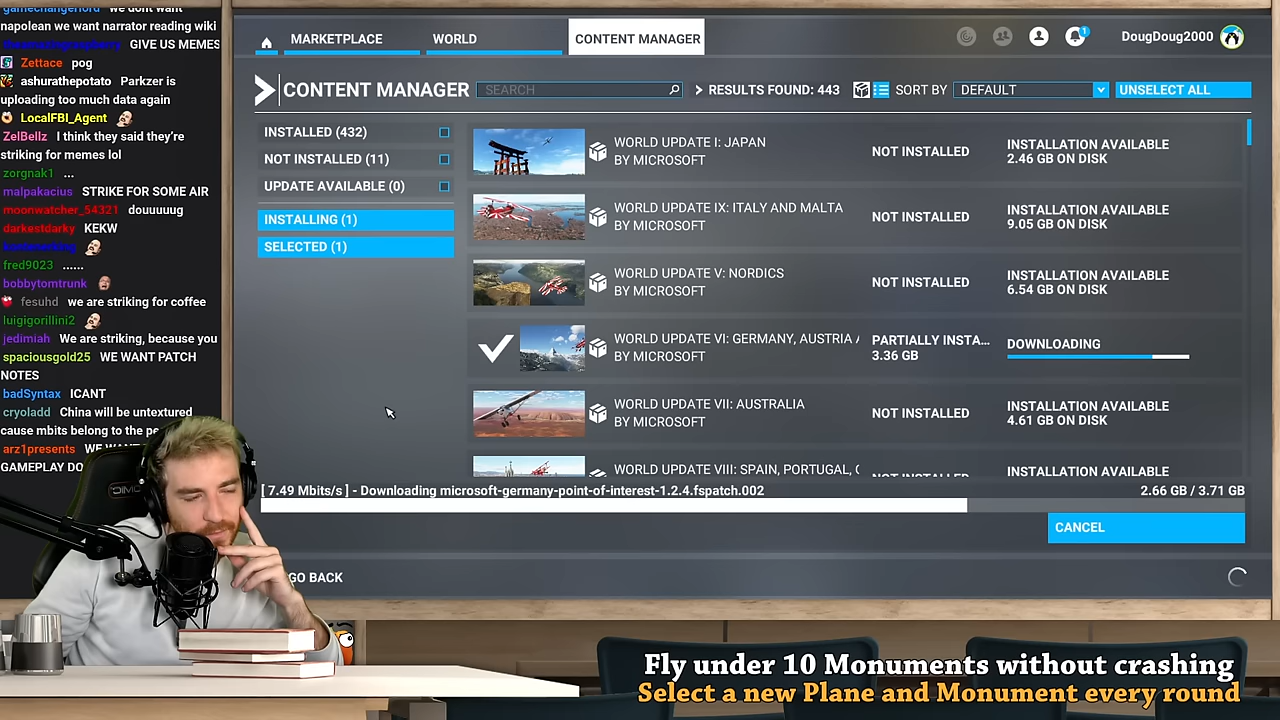 gamechangerlord we dont want
napolean we want narrator reading wiki
GIVE US MEMES
Zettace pog
ashurathepotato Parkzer is
uploading too much data again
LocalFBI_Agent
ZelBellz I think they said they're
striking for memes lol
zorgnak1 ...
malpakacius STRIKE FOR SOME AIR
moonwatcher_54321 douuuuug
darkestdarky KEKW
fred9023 ......
bobbytomtrunk
fesuhd we are striking for coffee
luigigorillini2
jedimiah We are striking, because you
spaciousgold25 WE WANT PATCH
NOTES
badSyntax ICANT
cryoladd China will be untextured
cause mbits belong to the pe
arz1presents WE WANT
GAMEPLAY DO
MARKETPLACE
WORLD
CONTENT MANAGER
1
DougDoug2000
CONTENT MANAGER
SEARCH
RESULTS FOUND: 443
SORT BY
DEFAULT
UNSELECT ALL
INSTALLED (432)
NOT INSTALLED (11)
UPDATE AVAILABLE (0)
INSTALLING (1)
SELECTED (1)
WORLD UPDATE I: JAPAN
BY MICROSOFT
NOT INSTALLED
INSTALLATION AVAILABLE
2.46 GB ON DISK
WORLD UPDATE IX: ITALY AND MALTA
BY MICROSOFT
NOT INSTALLED
INSTALLATION AVAILABLE
9.05 GB ON DISK
WORLD UPDATE V: NORDICS
BY MICROSOFT
NOT INSTALLED
INSTALLATION AVAILABLE
6.54 GB ON DISK
WORLD UPDATE VI: GERMANY, AUSTRIA
BY MICROSOFT
PARTIALLY INSTA...
3.36 GB
DOWNLOADING
WORLD UPDATE VII: AUSTRALIA
BY MICROSOFT
NOT INSTALLED
INSTALLATION AVAILABLE
4.61 GB ON DISK
WORLD UPDATE VIII: SPAIN, PORTUGAL,
NOT INSTALLED
INSTALLATION AVAILABLE
[ 7.49 Mbits/s ] - Downloading microsoft-germany-point-of-interest-1.2.4.fspatch.002
2.66 GB / 3.71 GB
CANCEL
GO BACK
Fly under 10 Monuments without crashing
Select a new Plane and Monument every round